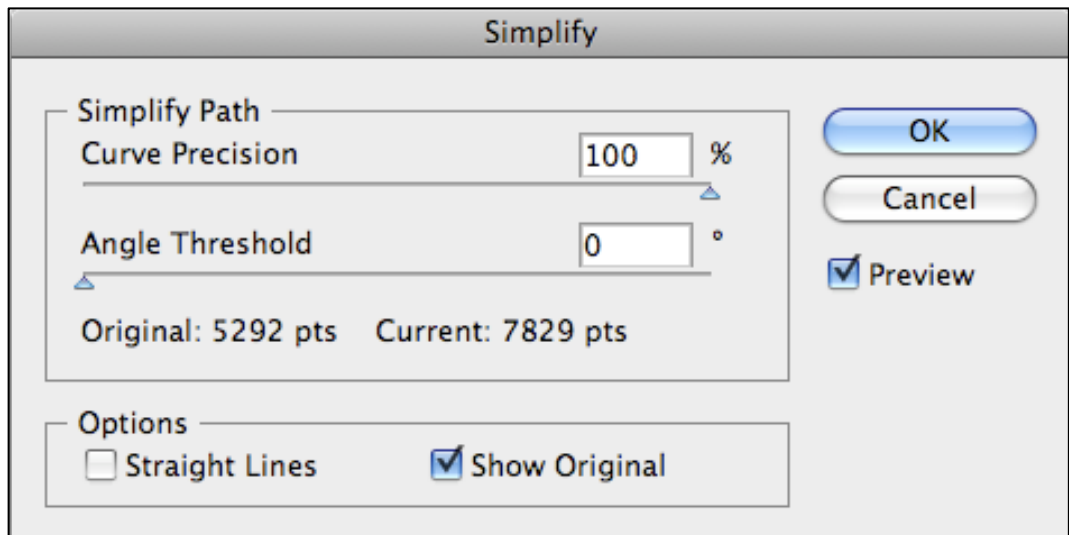 Simplify
Simplify Path
Curve Precision 100 %
Angle Threshold 0 °
Original: 5292 pts Current: 7829 pts
OK
Cancel
Preview
Options
Straight Lines Show Original